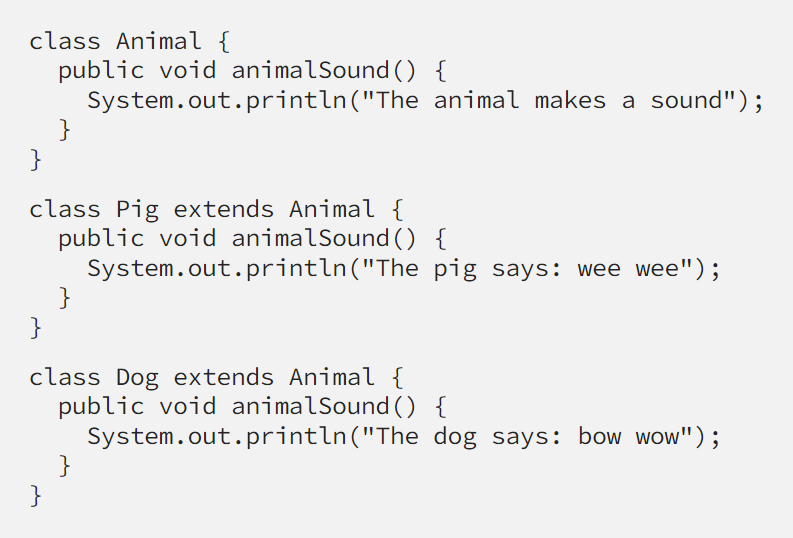 class Animal {
  public void animalSound() {
    System.out.println("The animal makes a sound");
  }
}

class Pig extends Animal {
  public void animalSound() {
    System.out.println("The pig says: wee wee");
  }
}

class Dog extends Animal {
  public void animalSound() {
    System.out.println("The dog says: bow wow");
  }
}